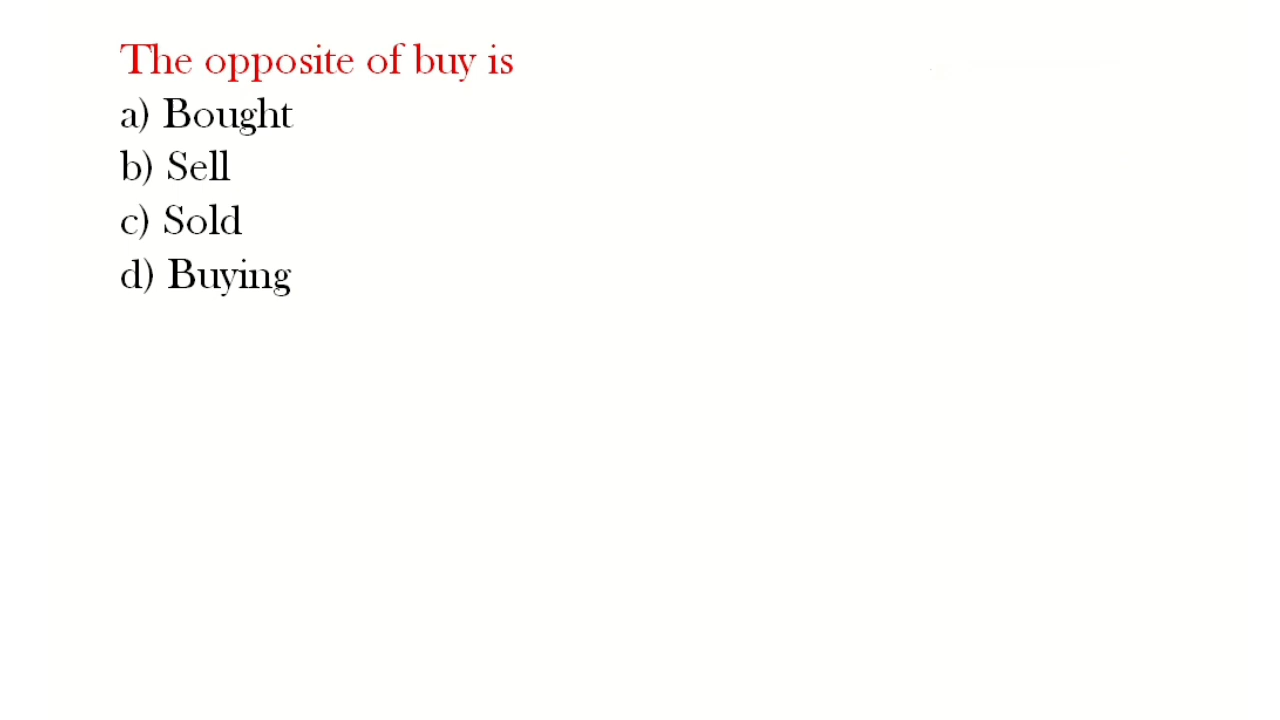 The opposite of buy is
a) Bought
b) Sell
c) Sold
d) Buying